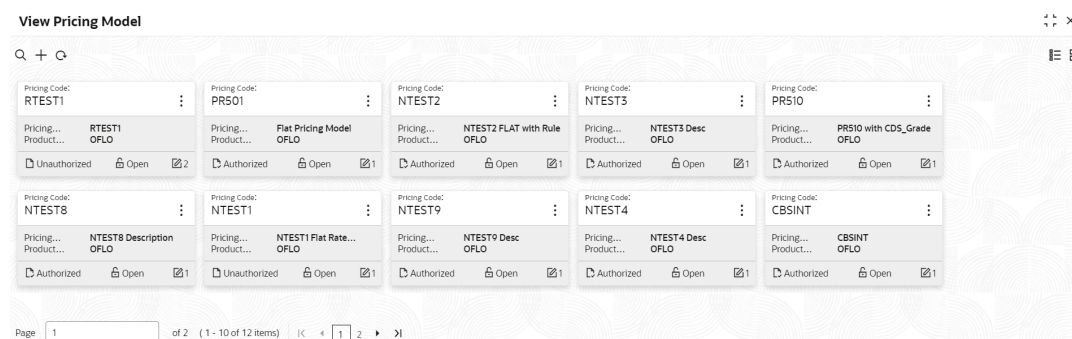 View Pricing Model
Pricing Code: Pricing Code: Pricing Code: Pricing Code: Pricing Code:
RTEST1 PR501 NTEST2 NTEST3 PR510
Pricing... RTEST1 Pricing... Flat Pricing Model Pricing... NTEST2 FLAT with Rule Pricing... NTEST3 Desc Pricing... PR510 with CDS_Grade
Product... OFLO Product... OFLO Product... OFLO Product... OFLO Product... OFLO
Unauthorized Open 2 Authorized Open 1 Authorized Open 1 Authorized Open 1 Authorized Open 1
Pricing Code: Pricing Code: Pricing Code: Pricing Code: Pricing Code:
NTEST8 NTEST1 NTEST9 NTEST4 CBSINT
Pricing... NTEST8 Description Pricing... NTEST1 Flat Rate... Pricing... NTEST9 Desc Pricing... NTEST4 Desc Pricing... CBSINT
Product... OFLO Product... OFLO Product... OFLO Product... OFLO Product... OFLO
Authorized Open 1 Unauthorized Open 1 Authorized Open 1 Authorized Open 1 Authorized Open 1
Page 1 of 2 (1 - 10 of 12 items) 1 2